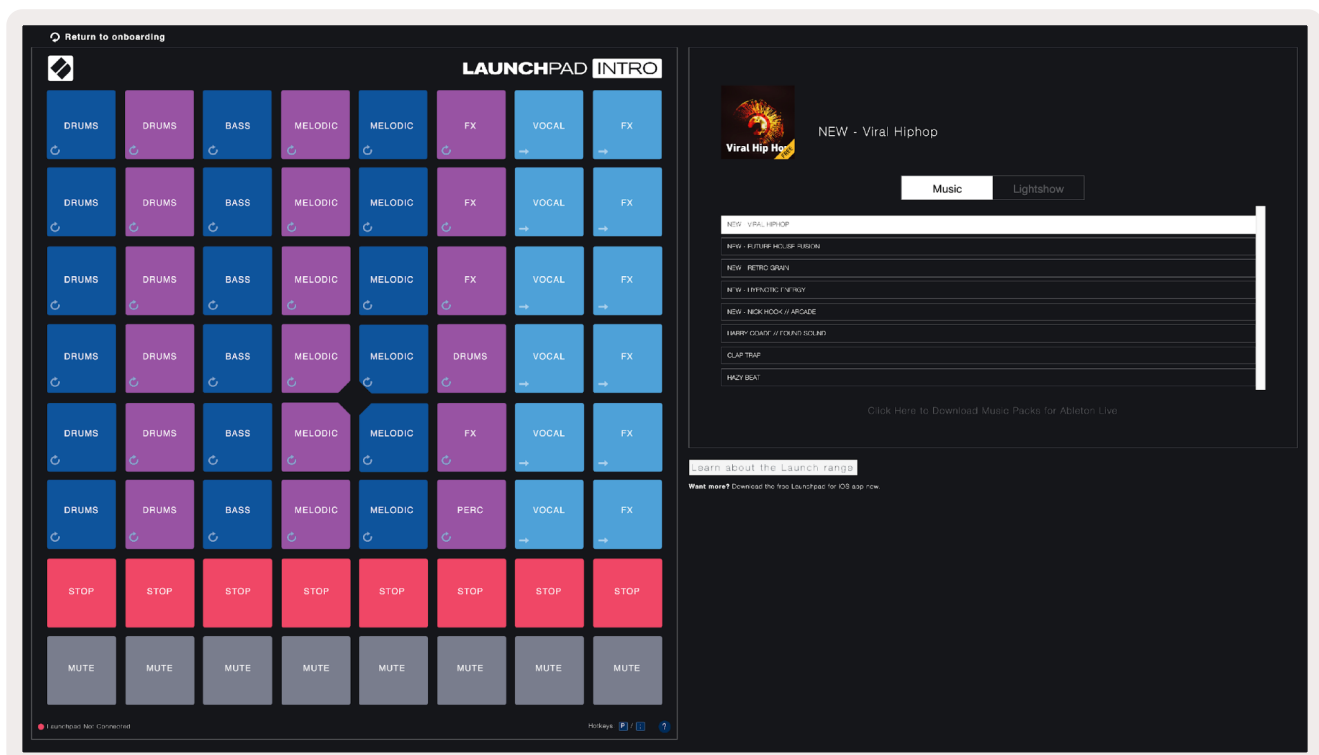 Return to onboarding
LAUNCHPAD INTRO
DRUMS DRUMS BASS MELODIC MELODIC FX VOCAL FX
DRUMS DRUMS BASS MELODIC MELODIC FX VOCAL FX
DRUMS DRUMS BASS MELODIC MELODIC FX VOCAL FX
DRUMS DRUMS BASS MELODIC MELODIC DRUMS VOCAL FX
DRUMS DRUMS BASS MELODIC MELODIC FX VOCAL FX
DRUMS DRUMS BASS MELODIC MELODIC PERC VOCAL FX
STOP STOP STOP STOP STOP STOP STOP STOP
MUTE MUTE MUTE MUTE MUTE MUTE MUTE MUTE
Launchpad Not Connected
Hotkeys P / ?
Viral Hip Hop
NEW - Viral Hiphop
Music Lightshow
NEW - VIRAL HIPHOP
NEW - FUTURE HOUSE FUSION
NEW - RETRO GRAIN
NEW - HYPNOTIC ENERGY
NEW - NICK HOOK // ARCADE
HARRY COADE // FOUND SOUND
CLAP TRAP
HAZY BEAT
Click Here to Download Music Packs for Ableton Live
Learn about the Launch range
Want more? Download the free Launchpad for iOS app now.